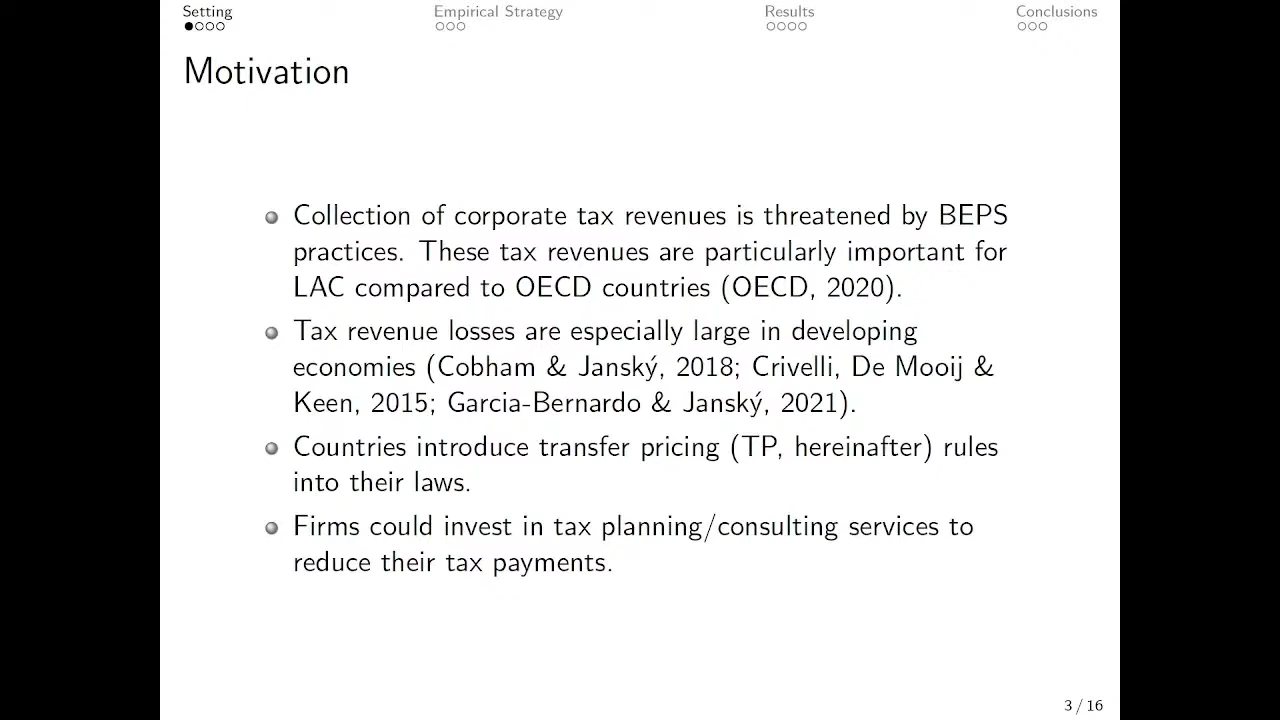 Setting Empirical Strategy Results Conclusions
Motivation
Collection of corporate tax revenues is threatened by BEPS
practices. These tax revenues are particularly important for
LAC compared to OECD countries (OECD, 2020).
Tax revenue losses are especially large in developing
economies (Cobham & Janský, 2018; Crivelli, De Mooij &
Keen, 2015; Garcia-Bernardo & Janský, 2021).
Countries introduce transfer pricing (TP, hereinafter) rules
into their laws.
Firms could invest in tax planning/consulting services to
reduce their tax payments.
3 / 16